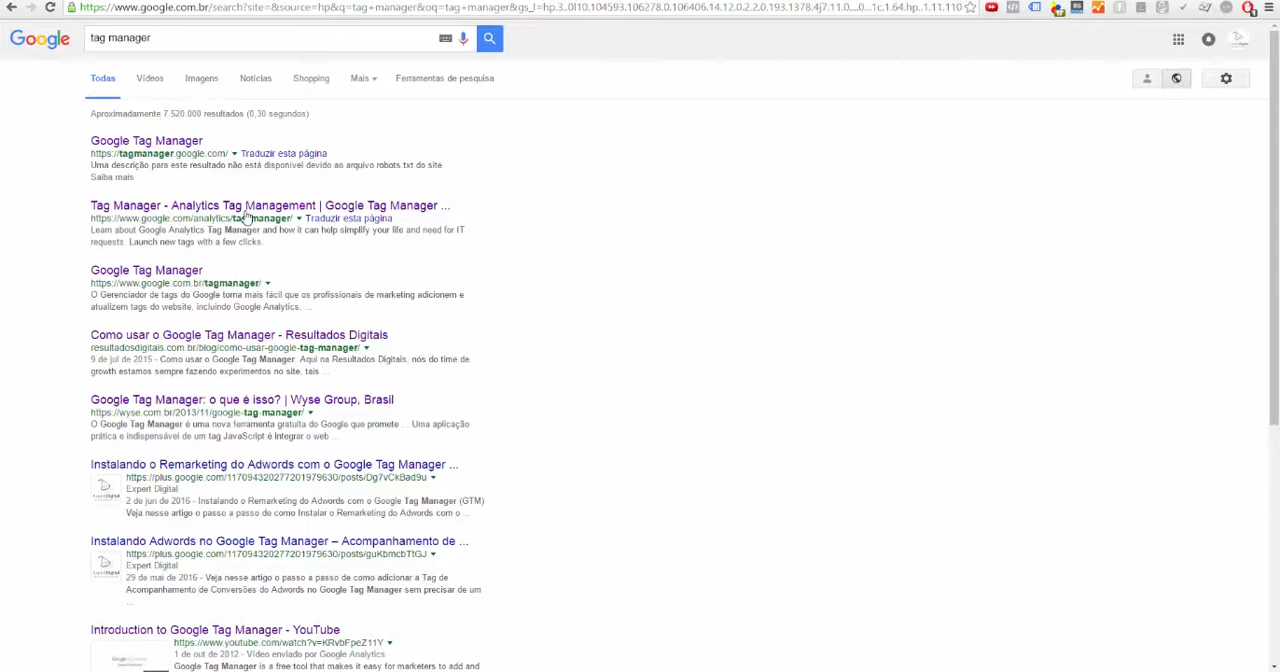 https://www.google.com.br/search?site=&source=hp&q=tag+manager&oq=tag+manager&gs_l=hp.3..0l10.104593.106278.0.106406.14.12.0.2.2.0.193.1378.4j7.11.0....0...1c.1.64.hp..1.11.110
Google
tag manager
Todas Vídeos Imagens Notícias Shopping Mais Ferramentas de pesquisa
Aproximadamente 7.520.000 resultados (0,30 segundos)
Google Tag Manager
https://tagmanager.google.com/ Traduzir esta página
Uma descrição para este resultado não está disponível devido ao arquivo robots.txt do site
Saiba mais
Tag Manager - Analytics Tag Management | Google Tag Manager ...
https://www.google.com/analytics/tag-manager/ Traduzir esta página
Learn about Google Analytics Tag Manager and how it can help simplify your life and need for IT
requests. Launch new tags with a few clicks.
Google Tag Manager
https://www.google.com.br/tagmanager/
O Gerenciador de tags do Google torna mais fácil que os profissionais de marketing adicionem e
atualizem tags do website, incluindo Google Analytics, ...
Como usar o Google Tag Manager - Resultados Digitais
resultadosdigitais.com.br/blog/como-usar-google-tag-manager/
9 de jul de 2015 - Como usar o Google Tag Manager. Aqui na Resultados Digitais, nós do time de
growth estamos sempre fazendo experimentos no site, tais ...
Google Tag Manager: o que é isso? | Wyse Group, Brasil
https://wyse.com.br/2013/11/google-tag-manager/
O Google Tag Manager é uma nova ferramenta gratuita do Google que promete ... Uma aplicação
prática e indispensável de um tag JavaScript é integrar o web ...
Instalando o Remarketing do Adwords com o Google Tag Manager ...
https://plus.google.com/117094320277201979630/posts/Dg7vCkBad9u
Expert Digital
2 de jun de 2016 - Instalando o Remarketing do Adwords com o Google Tag Manager (GTM)
Veja nesse artigo o passo a passo de como Instalar o Remarketing do Adwords com o ...
Instalando Adwords no Google Tag Manager – Acompanhamento de ...
https://plus.google.com/117094320277201979630/posts/guKbmcbTtGJ
Expert Digital
29 de mai de 2016 - Veja nesse artigo o passo a passo de como adicionar a Tag de
Acompanhamento de Conversões do Adwords no Google Tag Manager sem precisar de um
...
Introduction to Google Tag Manager - YouTube
https://www.youtube.com/watch?v=KRvbFpeZ11Y
1 de out de 2012 - Vídeo enviado por Google Analytics
Google Tag Manager is a free tool that makes it easy for marketers to add and